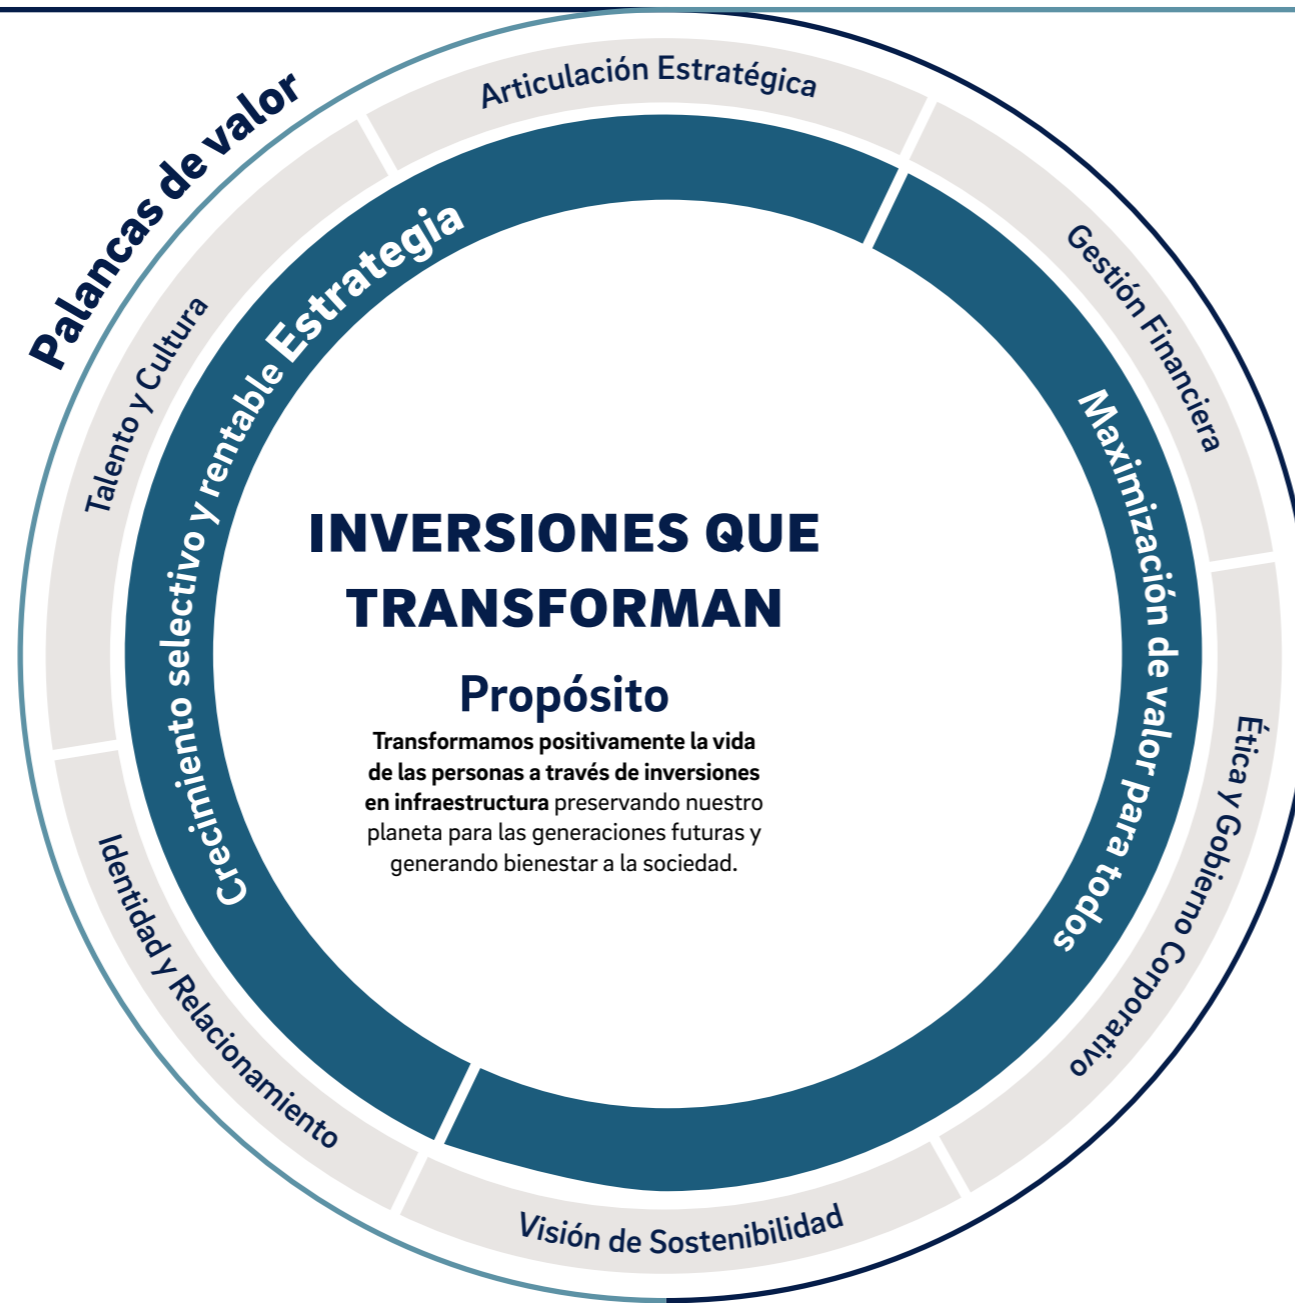 Palancas de valor
Articulación Estratégica
Gestión Financiera
Ética y Gobierno Corporativo
Visión de Sostenibilidad
Identidad y Relacionamiento
Talento y Cultura
Estrategia
Crecimiento selectivo y rentable
Maximización de valor para todos
INVERSIONES QUE
TRANSFORMAN
Propósito
Transformamos positivamente la vida
de las personas a través de inversiones
en infraestructura preservando nuestro
planeta para las generaciones futuras y
generando bienestar a la sociedad.